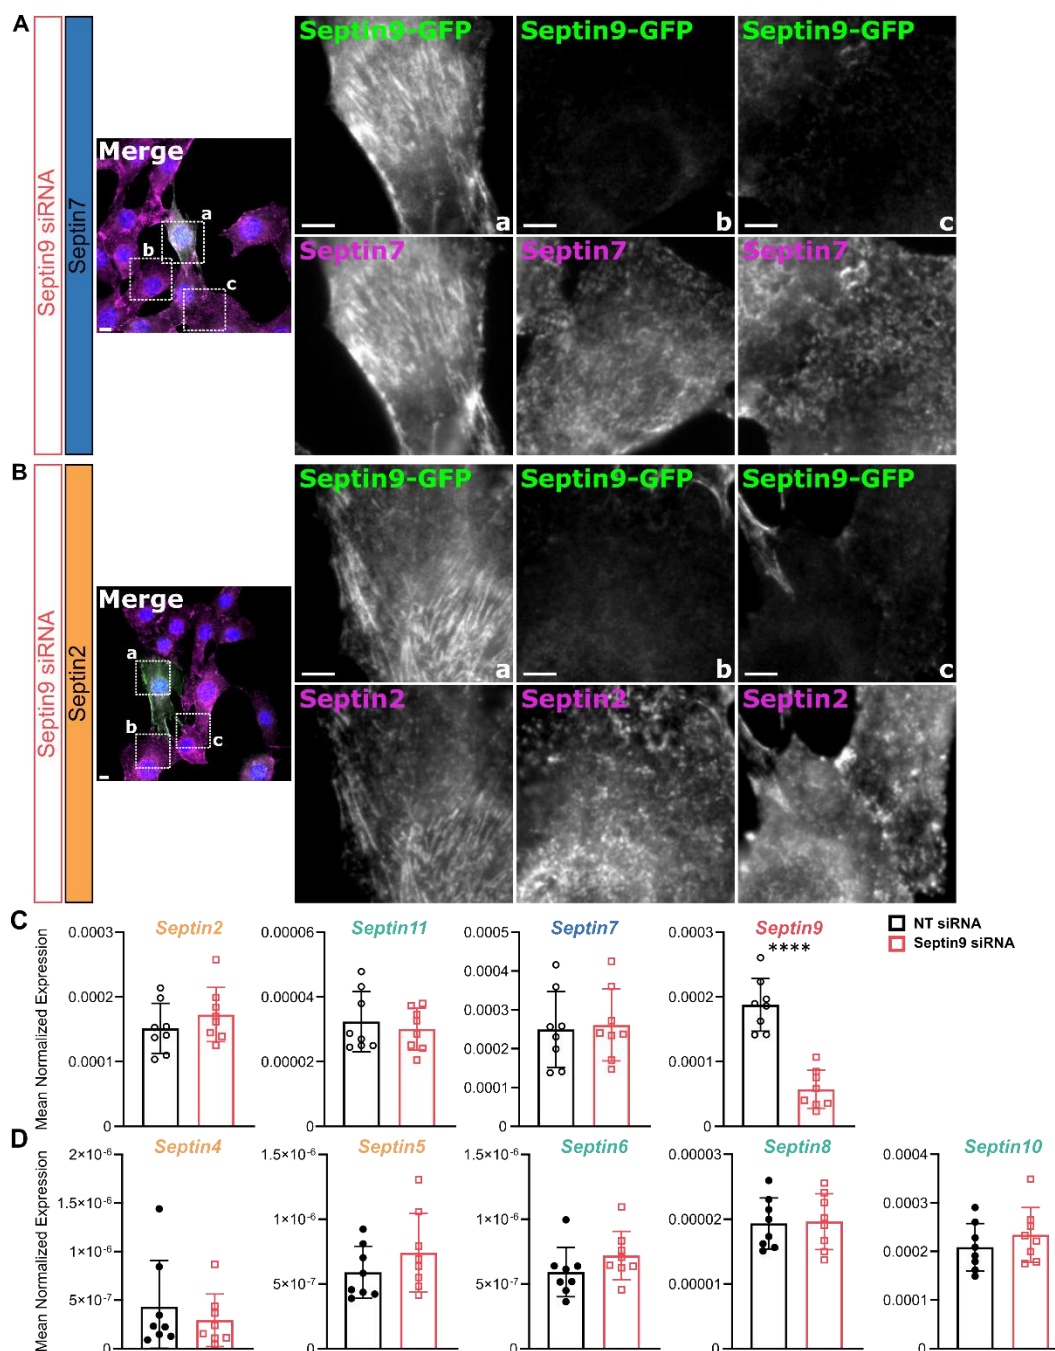 A
Septin9 siRNA
Septin7
Merge
a
b
c
Septin9-GFP
a
Septin9-GFP
b
Septin9-GFP
c
Septin7
Septin7
Septin7
B
Septin9 siRNA
Septin2
Merge
a
b
c
Septin9-GFP
a
Septin9-GFP
b
Septin9-GFP
c
Septin2
Septin2
Septin2
C
Mean Normalized Expression
Septin2
0.0003
0.0002
0.0001
0
Septin11
0.00006
0.00004
0.00002
0
Septin7
0.0005
0.0004
0.0003
0.0002
0.0001
0
Septin9
****
0.0003
0.0002
0.0001
0
NT siRNA
Septin9 siRNA
D
Mean Normalized Expression
Septin4
2×10⁻⁶
1.5×10⁻⁶
1×10⁻⁶
5×10⁻⁷
0
Septin5
1.5×10⁻⁶
1×10⁻⁶
5×10⁻⁷
0
Septin6
1.5×10⁻⁶
1×10⁻⁶
5×10⁻⁷
0
Septin8
0.00003
0.00002
0.00001
0
Septin10
0.0004
0.0003
0.0002
0.0001
0